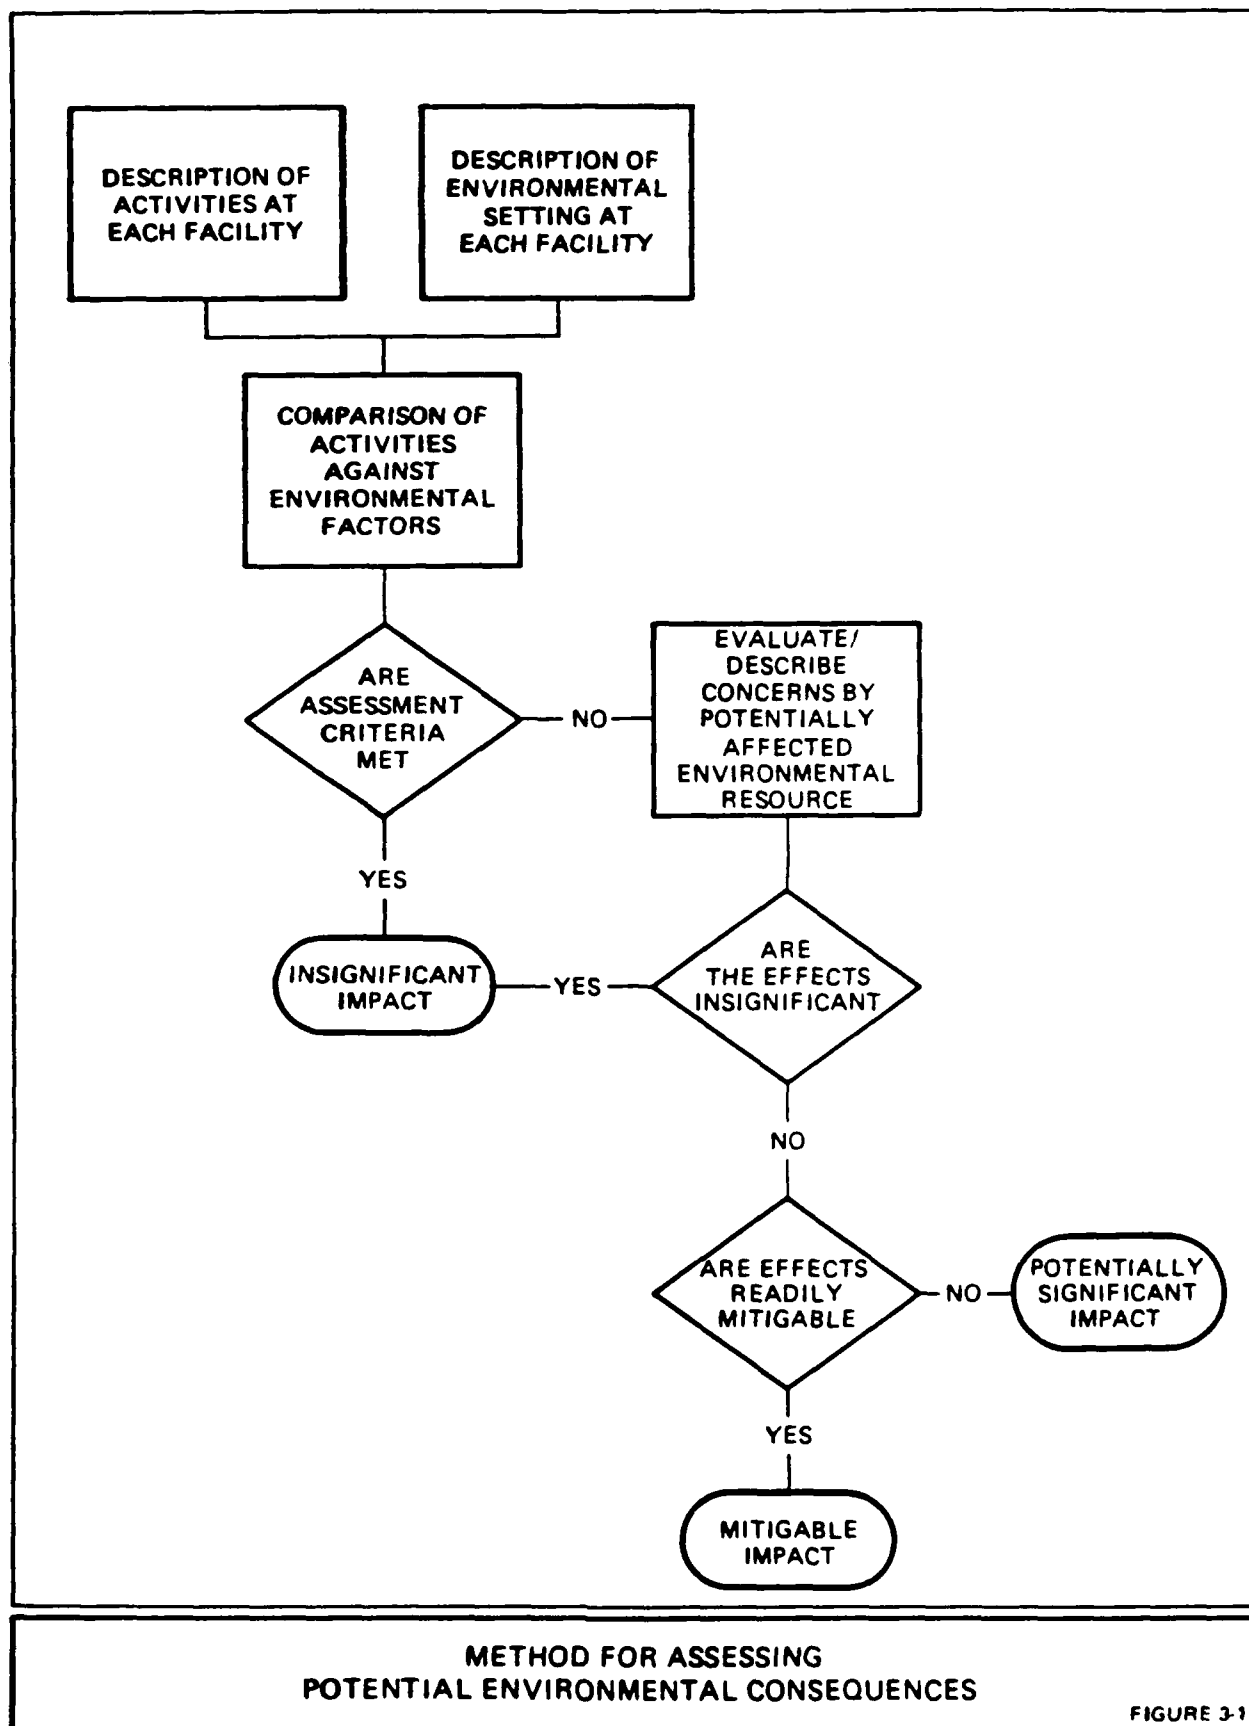 DESCRIPTION OF
ACTIVITIES AT
EACH FACILITY
DESCRIPTION OF
ENVIRONMENTAL
SETTING AT
EACH FACILITY
COMPARISON OF
ACTIVITIES
AGAINST
ENVIRONMENTAL
FACTORS
ARE
ASSESSMENT
CRITERIA
MET
NO
EVALUATE/
DESCRIBE
CONCERNS BY
POTENTIALLY
AFFECTED
ENVIRONMENTAL
RESOURCE
YES
INSIGNIFICANT
IMPACT
YES
ARE
THE EFFECTS
INSIGNIFICANT
NO
ARE EFFECTS
READILY
MITIGABLE
NO
POTENTIALLY
SIGNIFICANT
IMPACT
YES
MITIGABLE
IMPACT
METHOD FOR ASSESSING
POTENTIAL ENVIRONMENTAL CONSEQUENCES
FIGURE 3-1